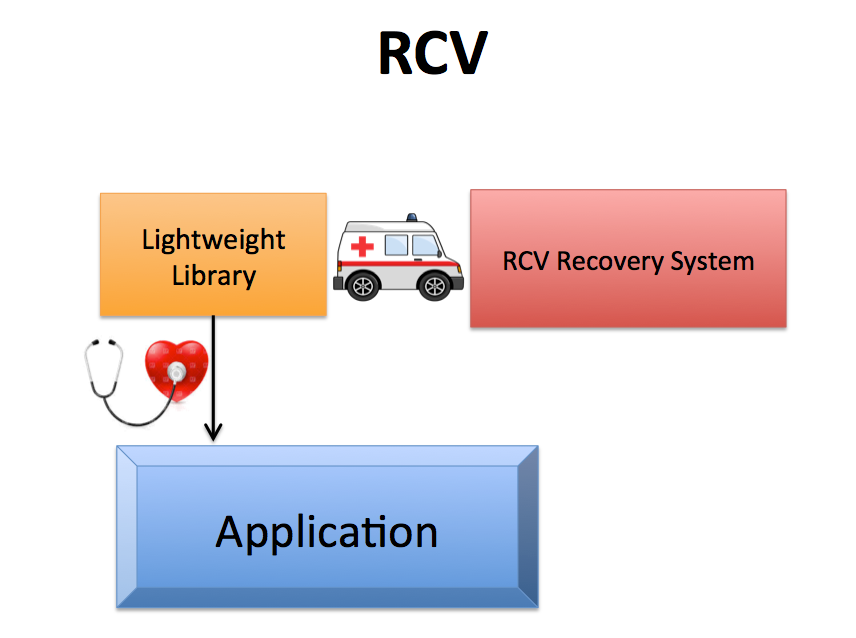 RCV
Lightweight
Library
RCV Recovery System
Application